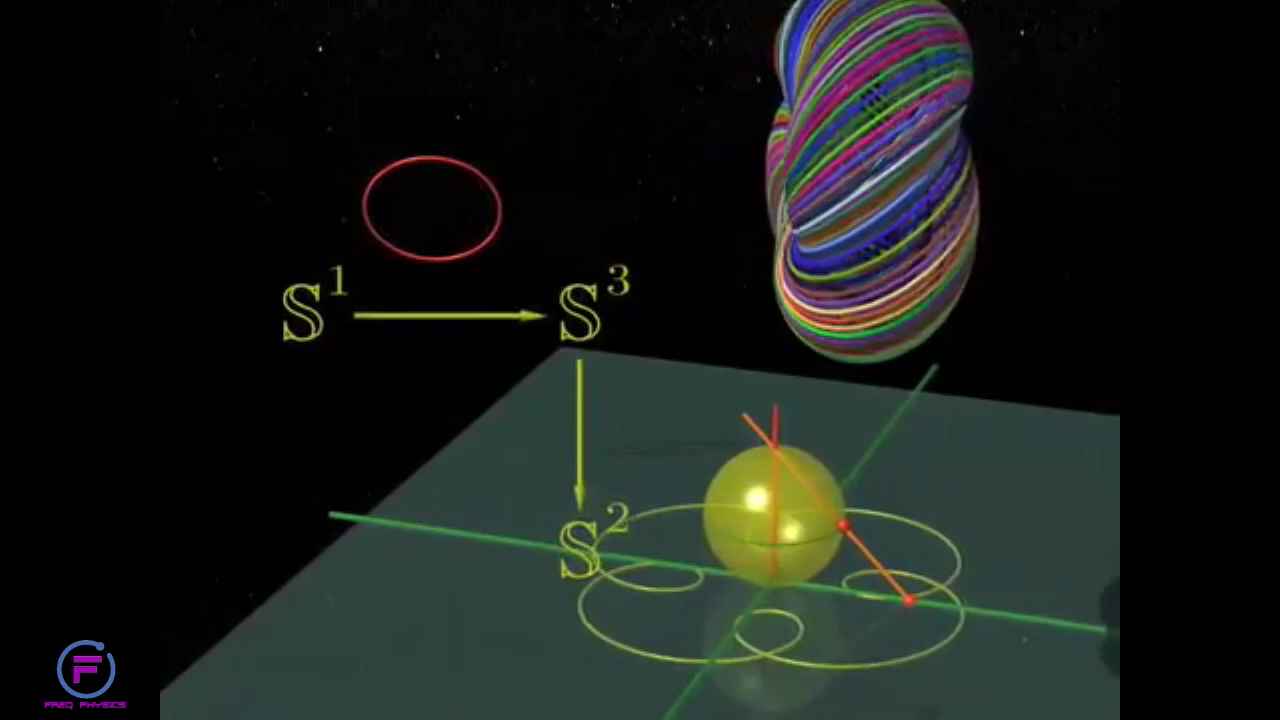 𝕊¹ → 𝕊³
↓
𝕊²
F
FREQ PHYSICS